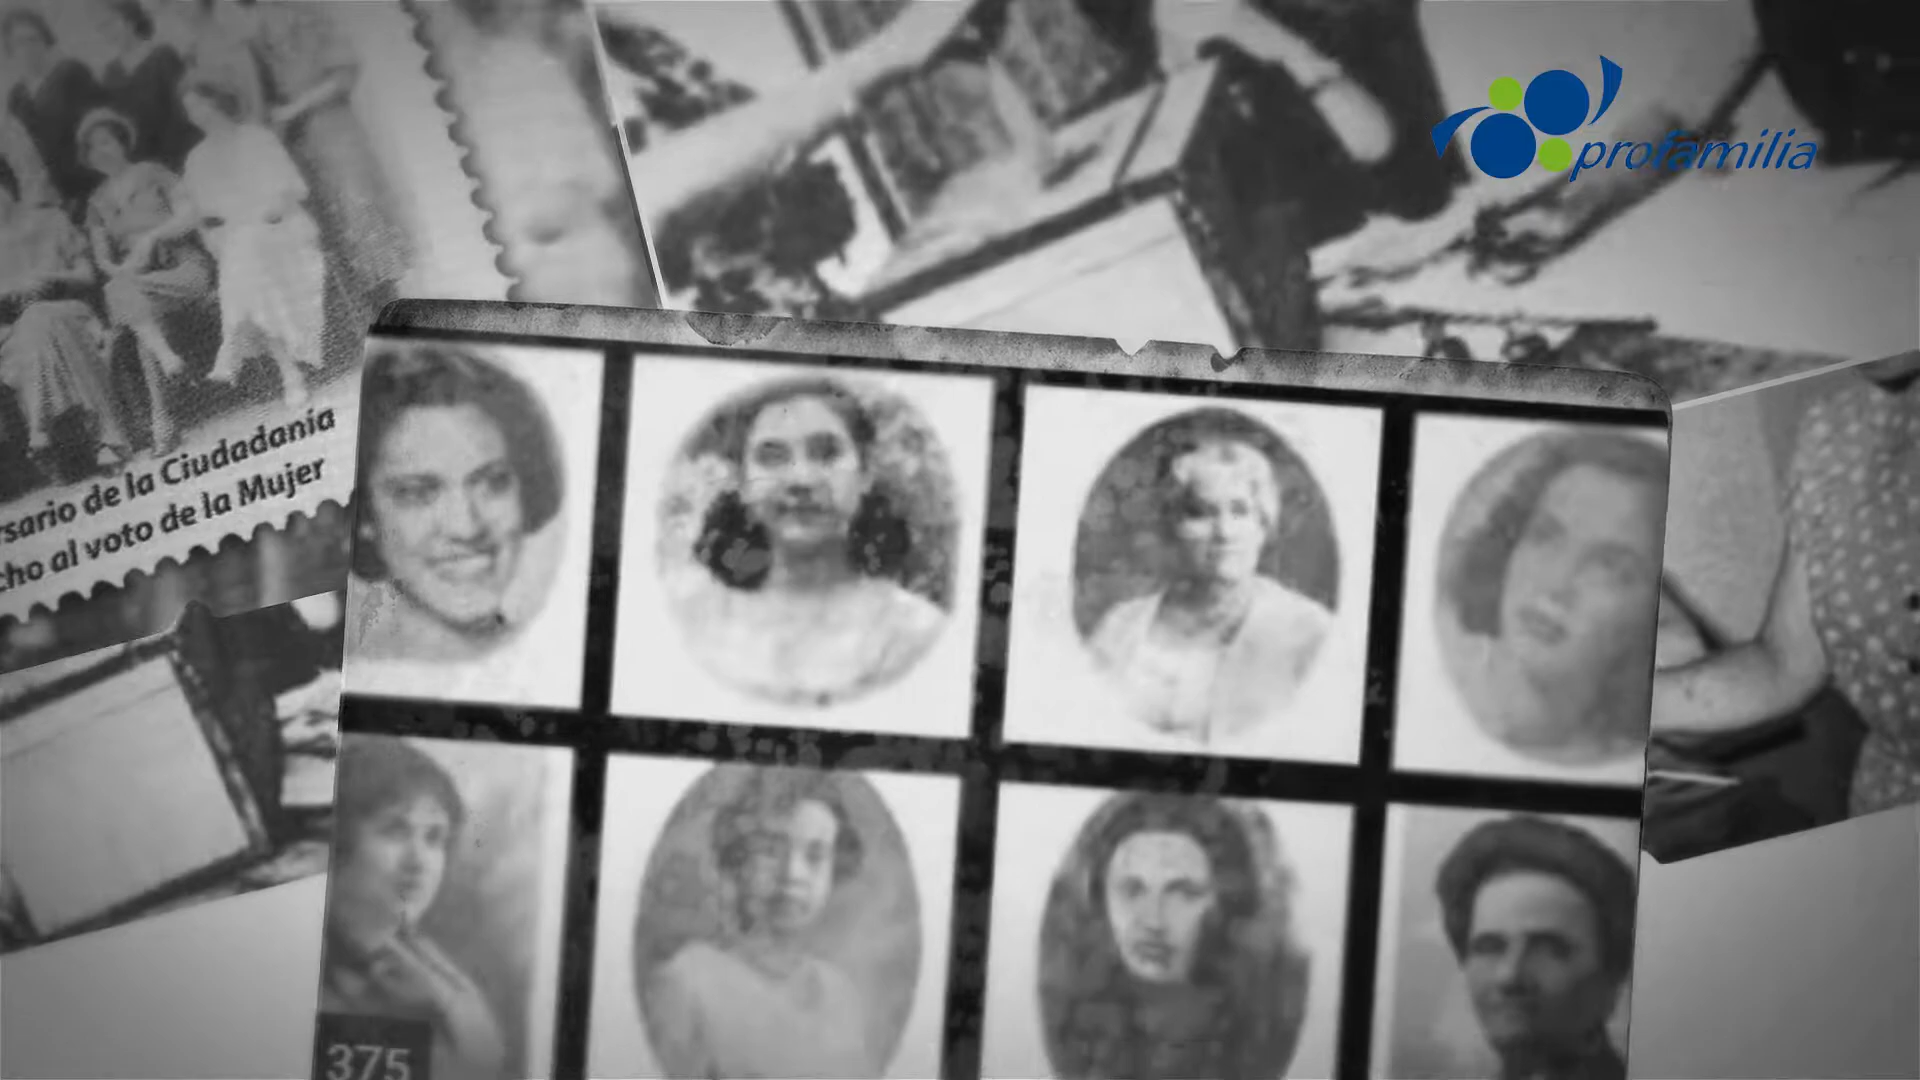 profamilia
rsario de la Ciudadanía
cho al voto de la Mujer
375